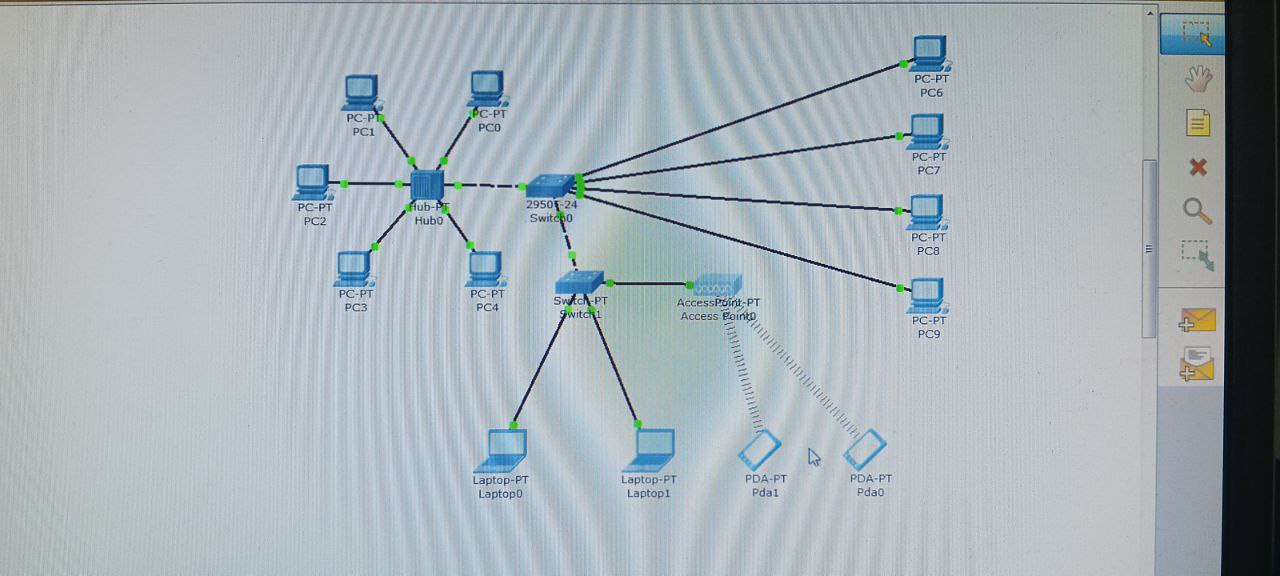 PC-PT
PC1
PC-PT
PC0
PC-PT
PC2
Hub-PT
Hub0
PC-PT
PC3
PC-PT
PC4
Switch0
Switch-PT
Switch1
AccessPoint-PT
Access Point0
PC-PT
PC6
PC-PT
PC7
PC-PT
PC8
PC-PT
PC9
Laptop-PT
Laptop0
Laptop-PT
Laptop1
PDA-PT
Pda1
PDA-PT
Pda0